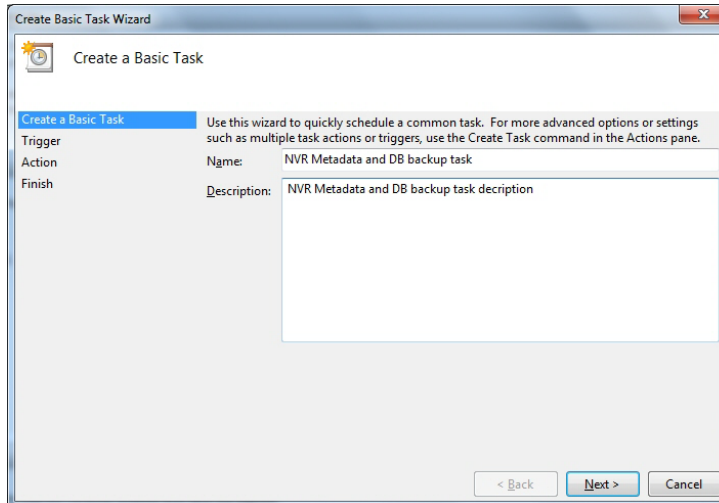 Create Basic Task Wizard
Create a Basic Task
Create a Basic Task
Trigger
Action
Finish
Use this wizard to quickly schedule a common task.  For more advanced options or settings
such as multiple task actions or triggers, use the Create Task command in the Actions pane.
Name: NVR Metadata and DB backup task
Description: NVR Metadata and DB backup task decription
< Back Next > Cancel